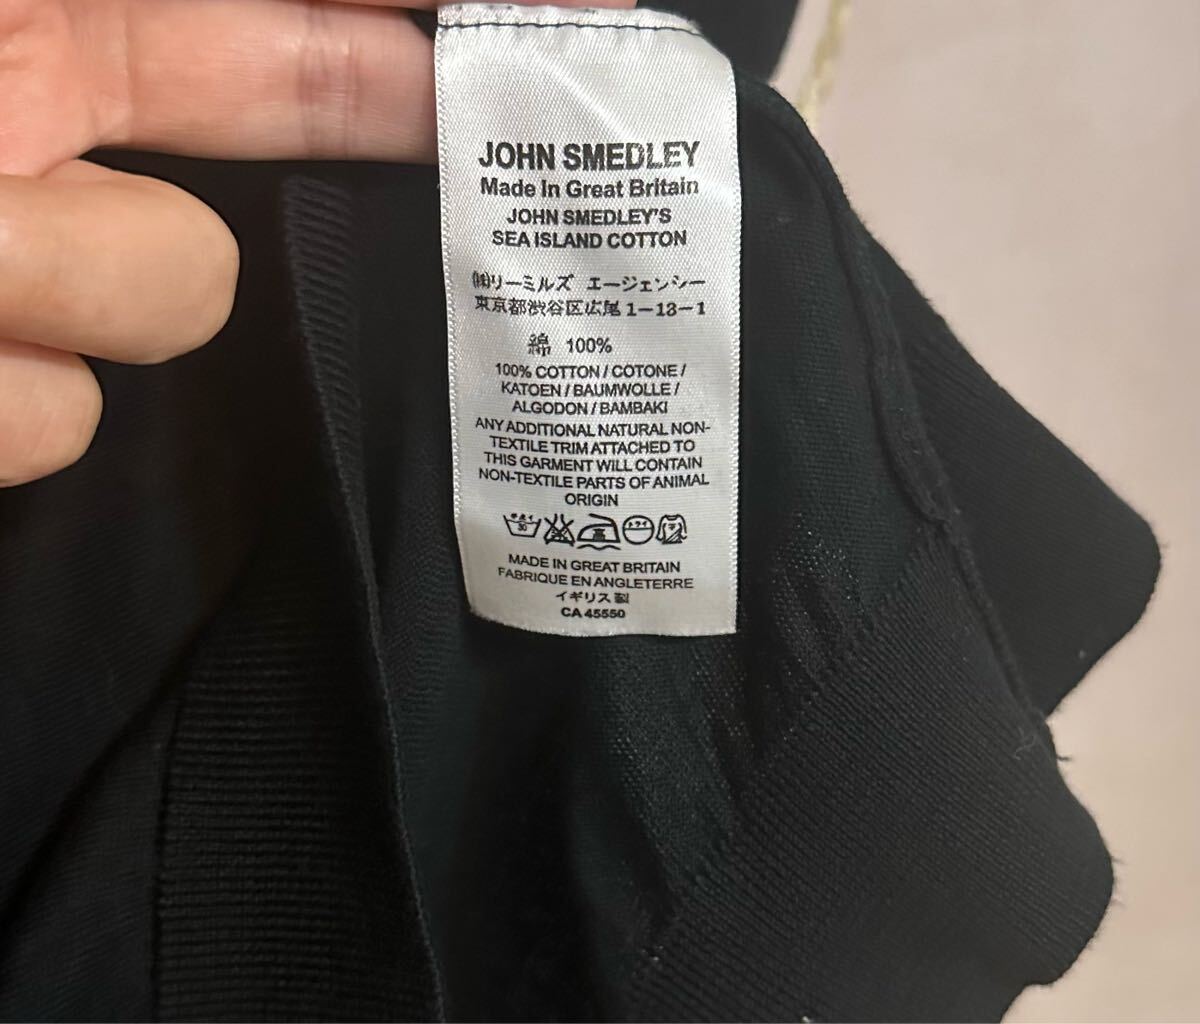 JOHN SMEDLEY
Made In Great Britain
JOHN SMEDLEY'S
SEA ISLAND COTTON
㈱リーミルズ エージェンシー
東京都渋谷区広尾1-13-1
綿 100%
100% COTTON / COTONE /
KATOEN / BAUMWOLLE /
ALGODON / BAMBAKI
ANY ADDITIONAL NATURAL NON-
TEXTILE TRIM ATTACHED TO
THIS GARMENT WILL CONTAIN
NON-TEXTILE PARTS OF ANIMAL
ORIGIN
30 ドライ
MADE IN GREAT BRITAIN
FABRIQUE EN ANGLETERRE
イギリス製
CA 45550